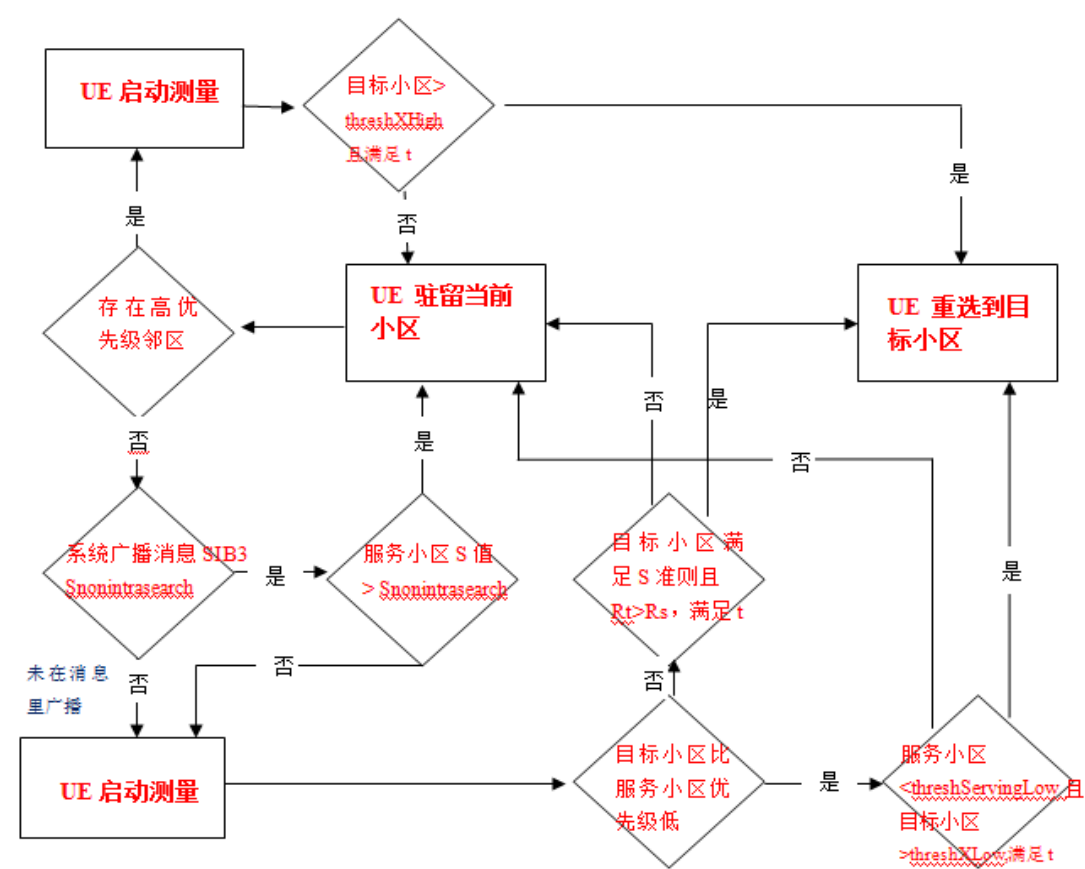 UE 启动测量
目标小区>
threshXHigh
且满足 t
是
是
否
存在高优
先级邻区
UE 驻留当前
小区
UE 重选到目
标小区
否
是
否
是
否
系统广播消息 SIB3
Snonintrasearch
是
服务小区 S 值
> Snonintrasearch
目标小区满
足 S 准则且
Rt>Rs，满足 t
是
未在消息
里广播
否
否
否
UE 启动测量
目标小区比
服务小区优
先级低
是
服务小区
<threshServingLow 且
目标小区
>threshXLow,满足 t